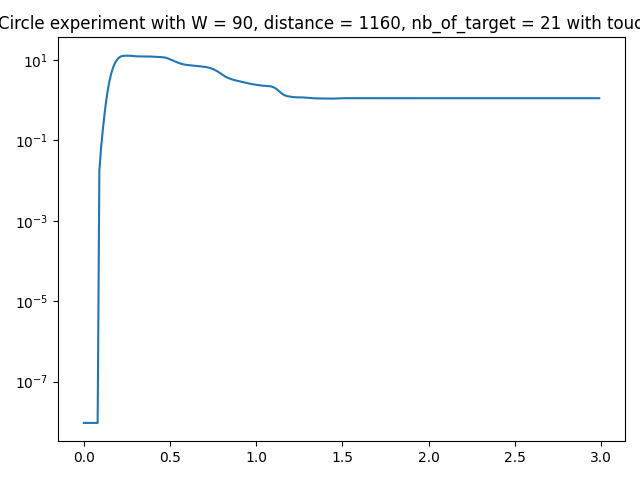 Circle experiment with W = 90, distance = 1160, nb_of_target = 21 with touc
10¹
10⁻¹
10⁻³
10⁻⁵
10⁻⁷
0.0 0.5 1.0 1.5 2.0 2.5 3.0